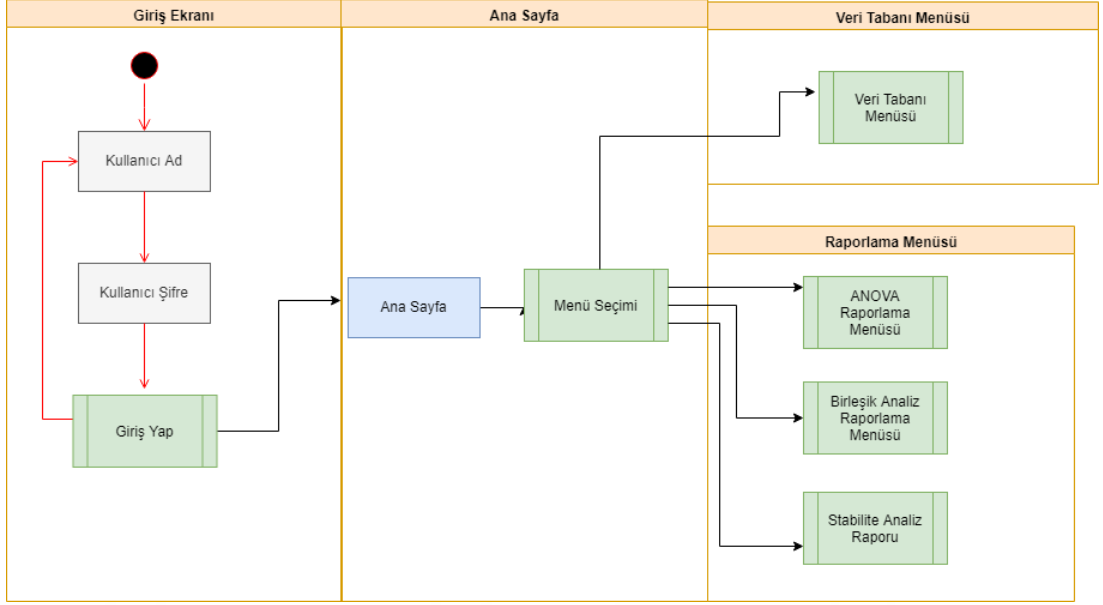 Giriş Ekranı
Ana Sayfa
Veri Tabanı Menüsü
Veri Tabanı
Menüsü
Kullanıcı Ad
Kullanıcı Şifre
Giriş Yap
Ana Sayfa
Menü Seçimi
Raporlama Menüsü
ANOVA
Raporlama
Menüsü
Birleşik Analiz
Raporlama
Menüsü
Stabilite Analiz
Raporu